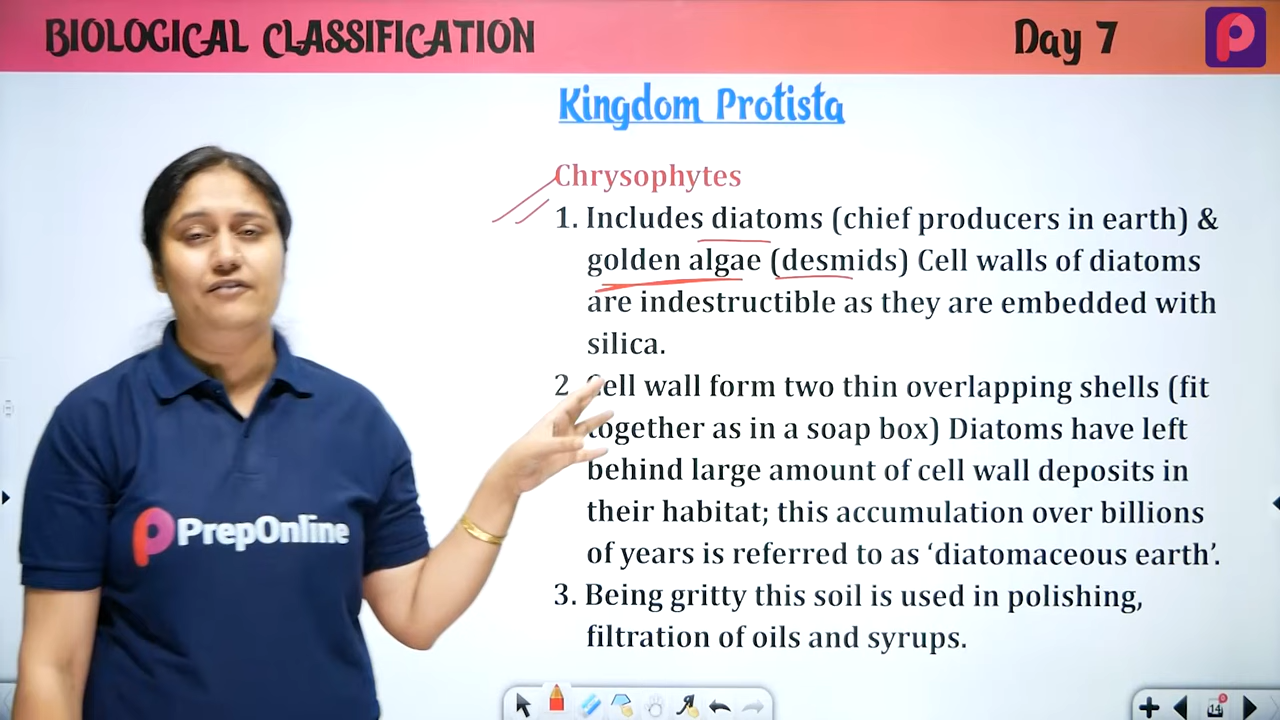 BIOLOGICAL CLASSIFICATION
Day 7
Kingdom Protista
Chrysophytes
1. Includes diatoms (chief producers in earth) &
golden algae (desmids) Cell walls of diatoms
are indestructible as they are embedded with
silica.
2. Cell wall form two thin overlapping shells (fit
together as in a soap box) Diatoms have left
behind large amount of cell wall deposits in
their habitat; this accumulation over billions
of years is referred to as ‘diatomaceous earth’.
3. Being gritty this soil is used in polishing,
filtration of oils and syrups.
PrepOnline
14